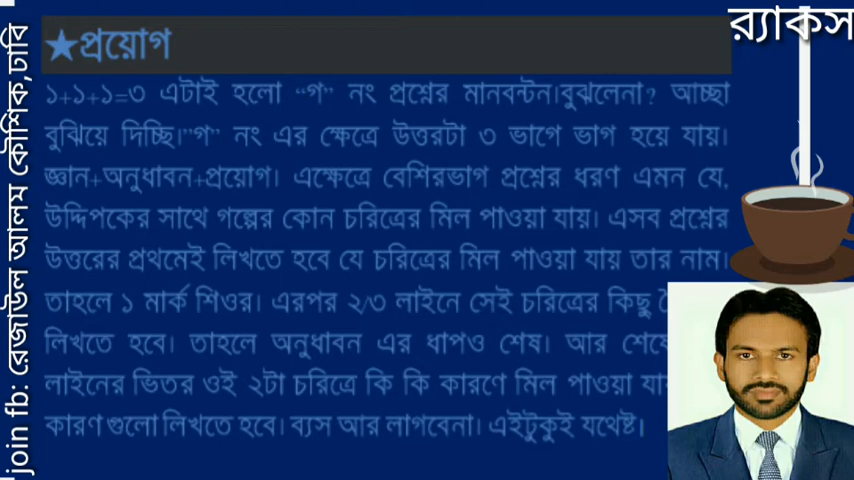 র‍্যাকস
★প্রয়োগ
১+১+১=৩ এটাই হলো “গ” নং প্রশ্নের মানবন্টন।বুঝলেনা? আচ্ছা
বুঝিয়ে দিচ্ছি।”গ” নং এর ক্ষেত্রে উত্তরটা ৩ ভাগে ভাগ হয়ে যায়।
জ্ঞান+অনুধাবন+প্রয়োগ। এক্ষেত্রে বেশিরভাগ প্রশ্নের ধরণ এমন যে,
উদ্দিপকের সাথে গল্পের কোন চরিত্রের মিল পাওয়া যায়। এসব প্রশ্নের
উত্তরের প্রথমেই লিখতে হবে যে চরিত্রের মিল পাওয়া যায় তার নাম।
তাহলে ১ মার্ক শিওর। এরপর ২/৩ লাইনে সেই চরিত্রের কিছু
লিখতে হবে। তাহলে অনুধাবন এর ধাপও শেষ। আর
লাইনের ভিতর ওই ২টা চরিত্রে কি কি কারণে মিল পাওয়া
কারণ গুলো লিখতে হবে। ব্যস আর লাগবেনা। এইটুকুই যথেষ্ট।
join fb: রেজাউল আলম কৌশিক,ঢাবি